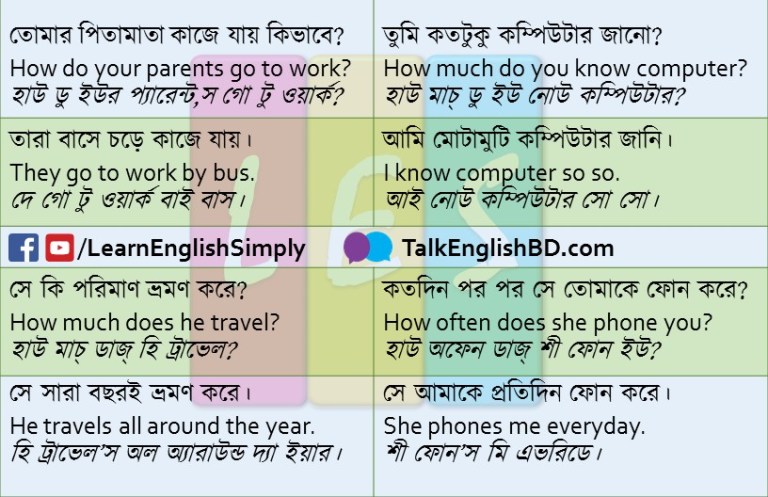 তোমার পিতামাতা কাজে যায় কিভাবে?
How do your parents go to work?
হাউ ডু ইউর প্যারেন্ট,স গো টু ওয়ার্ক?
তুমি কতটুকু কম্পিউটার জানো?
How much do you know computer?
হাউ মাচ্ ডু ইউ নোউ কম্পিউটার?
তারা বাসে চড়ে কাজে যায়।
They go to work by bus.
দে গো টু ওয়ার্ক বাই বাস।
আমি মোটামুটি কম্পিউটার জানি।
I know computer so so.
আই নোউ কম্পিউটার সো সো।
/LearnEnglishSimply
TalkEnglishBD.com
সে কি পরিমাণ ভ্রমণ করে?
How much does he travel?
হাউ মাচ্ ডাজ্ হি ট্রাভেল?
কতদিন পর পর সে তোমাকে ফোন করে?
How often does she phone you?
হাউ অফেন ডাজ্ শী ফোন ইউ?
সে সারা বছরই ভ্রমণ করে।
He travels all around the year.
হি ট্রাভেল’স অল অ্যারাউন্ড দ্যা ইয়ার।
সে আমাকে প্রতিদিন ফোন করে।
She phones me everyday.
শী ফোন’স মি এভরিডে।
LES